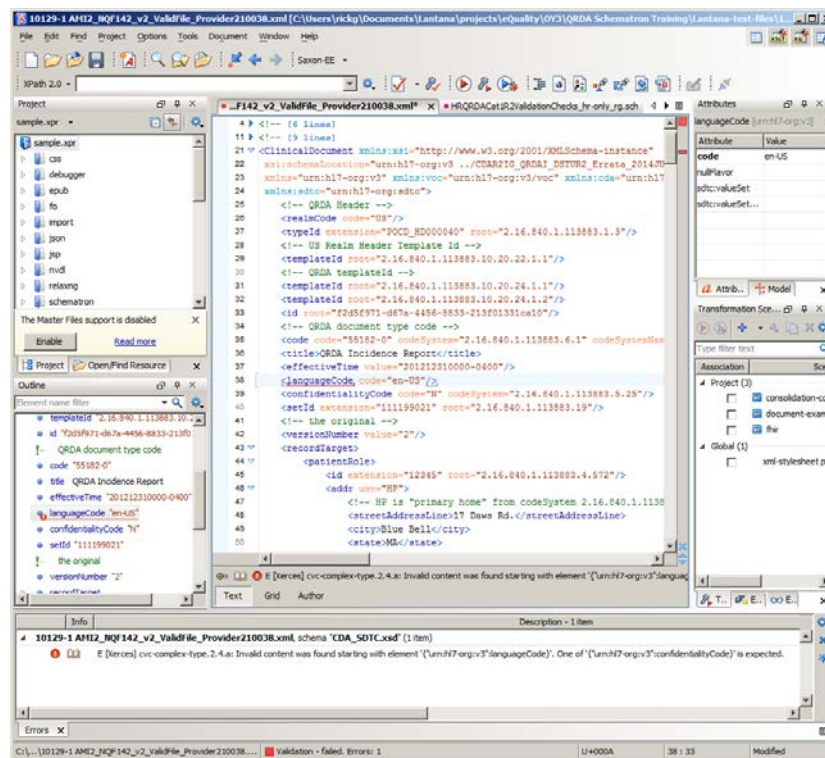 10129-1 AMI2_NQF142_v2_ValidFile_Provider210038.xml [C:\Users\rickg\Documents\Lantana\projects\eQuality\OY3\QRDA Schematron Training\Lantana-test-files\1...
File Edit Find Project Options Tools Document Window Help
Saxon-EE
XPath 2.0
Project
sample.xpr
sample.xpr
css
debugger
epub
fo
import
json
jsp
nvdl
relaxng
schematron
The Master Files support is disabled
Enable Read more
Project Open/Find Resource
Outline
Element name filter
templateId "2.16.840.1.113883.10.2
id "f2d5f971-d67a-4456-8833-213f0
QRDA document type code
code "55182-0"
title QRDA Incidence Report
effectiveTime "201212310000-0400"
languageCode "en-US"
confidentialityCode "N"
setId "111199021"
the original
versionNumber "2"
recordTarget
...F142_v2_ValidFile_Provider210038.xml* HRQRDACat1R2ValidationChecks_hr-only_rg.sch
4 <!-- [6 lines]
11 <!-- [9 lines]
21 <ClinicalDocument xmlns:xsi="http://www.w3.org/2001/XMLSchema-instance"
22 xsi:schemaLocation="urn:hl7-org:v3 ../CDAR2IG_QRDAI_DSTUR2_Errata_2014JU
23 xmlns="urn:hl7-org:v3" xmlns:voc="urn:hl7-org:v3/voc" xmlns:cda="urn:hl7
24 xmlns:sdtc="urn:hl7-org:sdtc">
25 <!-- QRDA Header -->
26 <realmCode code="US"/>
27 <typeId extension="POCD_HD000040" root="2.16.840.1.113883.1.3"/>
28 <!-- US Realm Header Template Id -->
29 <templateId root="2.16.840.1.113883.10.20.22.1.1"/>
30 <!-- QRDA templateId -->
31 <templateId root="2.16.840.1.113883.10.20.24.1.1"/>
32 <templateId root="2.16.840.1.113883.10.20.24.1.2"/>
33 <id root="f2d5f971-d67a-4456-8833-213f01331ca10"/>
34 <!-- QRDA document type code -->
35 <code code="55182-0" codeSystem="2.16.840.1.113883.6.1" codeSystemNam
36 <title>QRDA Incidence Report</title>
37 <effectiveTime value="201212310000-0400"/>
38 <languageCode code="en-US"/>
39 <confidentialityCode code="N" codeSystem="2.16.840.1.113883.5.25"/>
40 <setId extension="111199021" root="2.16.840.1.113883.19"/>
41 <!-- the original -->
42 <versionNumber value="2"/>
43 <recordTarget>
44 <patientRole>
45 <id extension="12345" root="2.16.840.1.113883.4.572"/>
46 <addr use="HP">
47 <!-- HP is "primary home" from codeSystem 2.16.840.1.1138
48 <streetAddressLine>17 Daws Rd.</streetAddressLine>
49 <city>Blue Bell</city>
50 <state>MA</state>
E [Xerces] cvc-complex-type.2.4.a: Invalid content was found starting with element '{"urn:hl7-org:v3":languag
Text Grid Author
Attributes
languageCode [urn:hl7-org:v3]
Attribute Value
code en-US
nullFlavor
sdtc:valueSet
sdtc:valueSet...
Attrib... Model
Transformation Sce...
Type filter text
Association Sce
Project (3)
consolidation-co
document-exam
fhir
Global (1)
xml-stylesheet p
T... E... E...
Info Description - 1 item
10129-1 AMI2_NQF142_v2_ValidFile_Provider210038.xml, schema "CDA_SDTC.xsd" (1 item)
E [Xerces] cvc-complex-type.2.4.a: Invalid content was found starting with element '{"urn:hl7-org:v3":languageCode}'. One of '{"urn:hl7-org:v3":confidentialityCode}' is expected.
Errors
C:\...\10129-1 AMI2_NQF142_v2_ValidFile_Provider210038.... Validation - failed. Errors: 1 U+000A 38 : 33 Modified